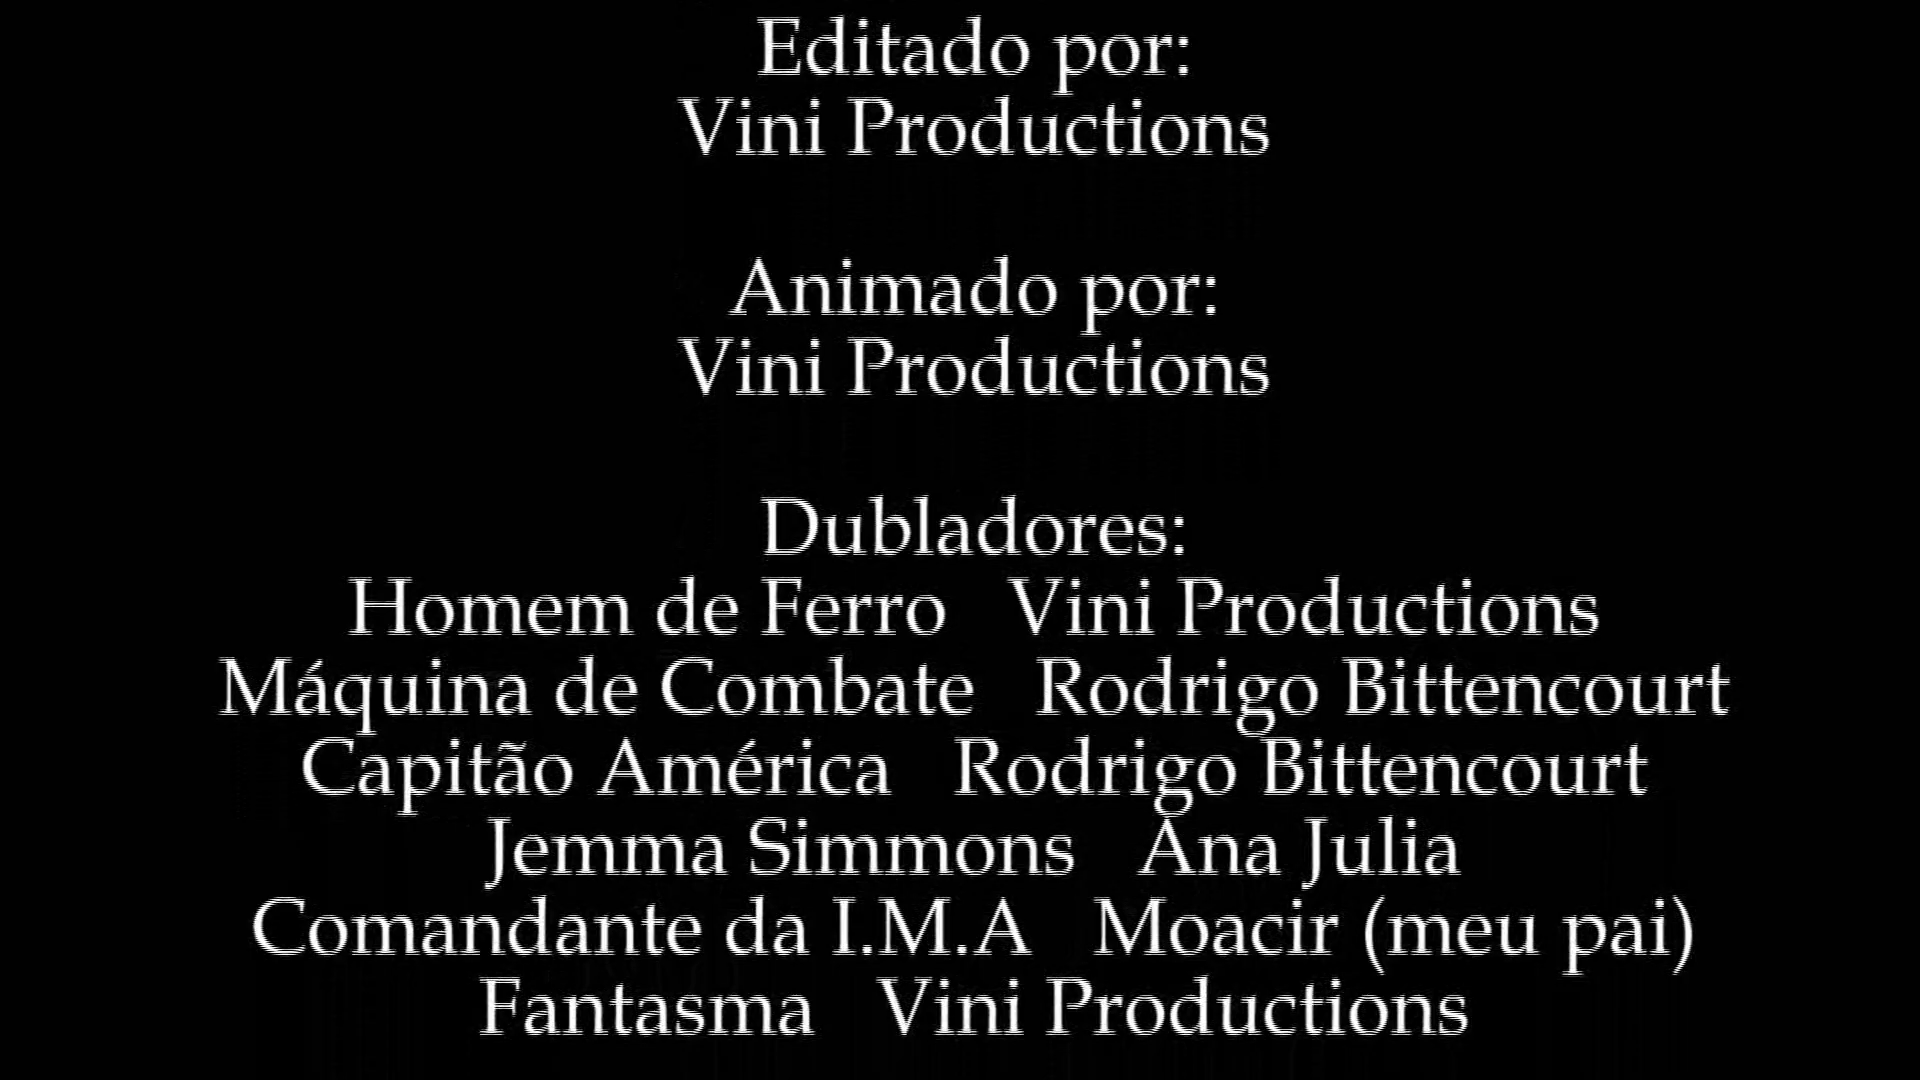 Editado por:
Vini Productions
Animado por:
Vini Productions
Dubladores:
Homem de Ferro Vini Productions
Máquina de Combate Rodrigo Bittencourt
Capitão América Rodrigo Bittencourt
Jemma Simmons Ana Julia
Comandante da I.M.A Moacir (meu pai)
Fantasma Vini Productions